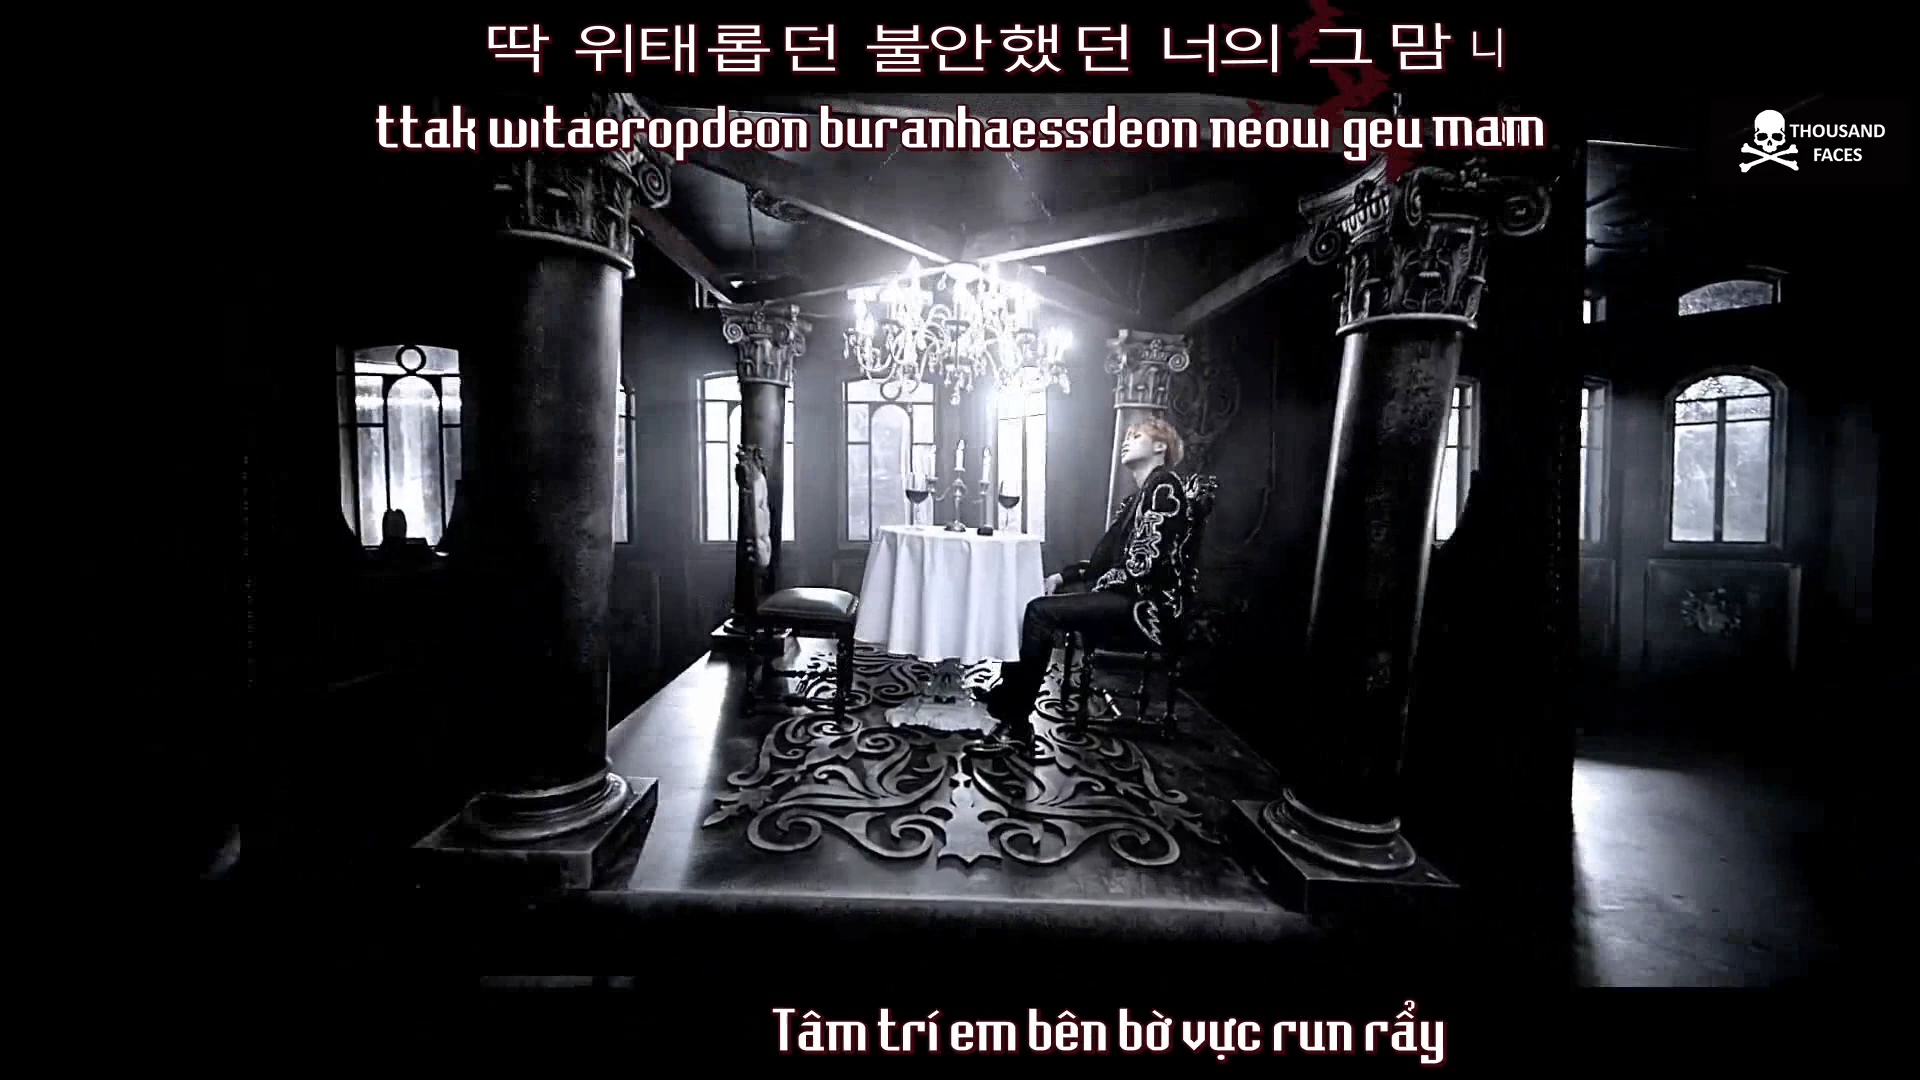 딱 위태롭던 불안했던 너의 그 맘 니
ttak witaeropdeon buranhaessdeon neoui geu mam
THOUSAND
FACES
Tâm trí em bên bờ vực run rẩy